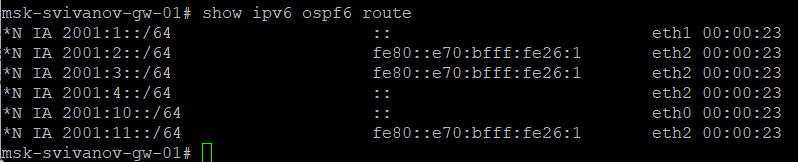 msk-svivanov-gw-01# show ipv6 ospf6 route
*N IA 2001:1::/64 :: eth1 00:00:23
*N IA 2001:2::/64 fe80::e70:bfff:fe26:1 eth2 00:00:23
*N IA 2001:3::/64 fe80::e70:bfff:fe26:1 eth2 00:00:23
*N IA 2001:4::/64 :: eth2 00:00:23
*N IA 2001:10::/64 :: eth0 00:00:23
*N IA 2001:11::/64 fe80::e70:bfff:fe26:1 eth2 00:00:23
msk-svivanov-gw-01#